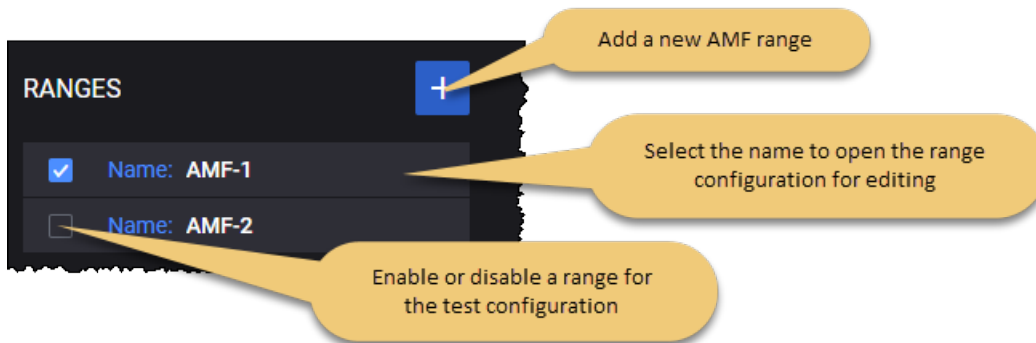 Add a new AMF range
RANGES
+
Select the name to open the range
configuration for editing
Name: AMF-1
Name: AMF-2
Enable or disable a range for
the test configuration